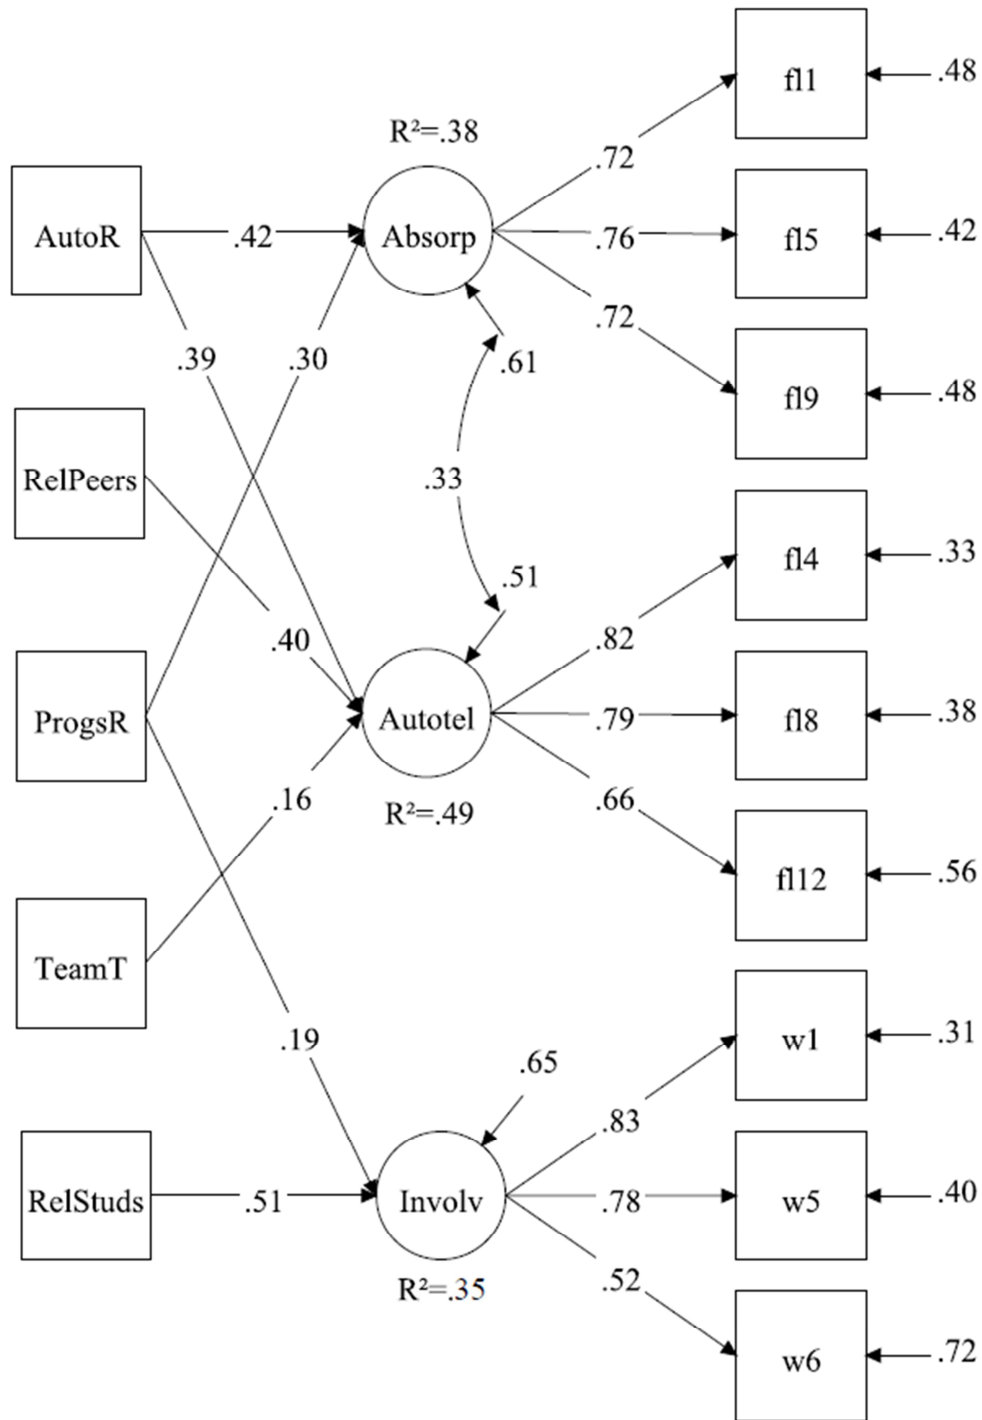 fl1
.48
R²=.38
.72
AutoR
.42
Absorp
.76
fl5
.42
.72
.39
.30
.61
fl9
.48
RelPeers
.33
fl4
.33
.51
.40
.82
ProgsR
Autotel
.79
fl8
.38
.16
R²=.49
.66
fl12
.56
TeamT
.19
.65
w1
.31
.83
RelStuds
.51
Involv
.78
w5
.40
R²=.35
.52
w6
.72